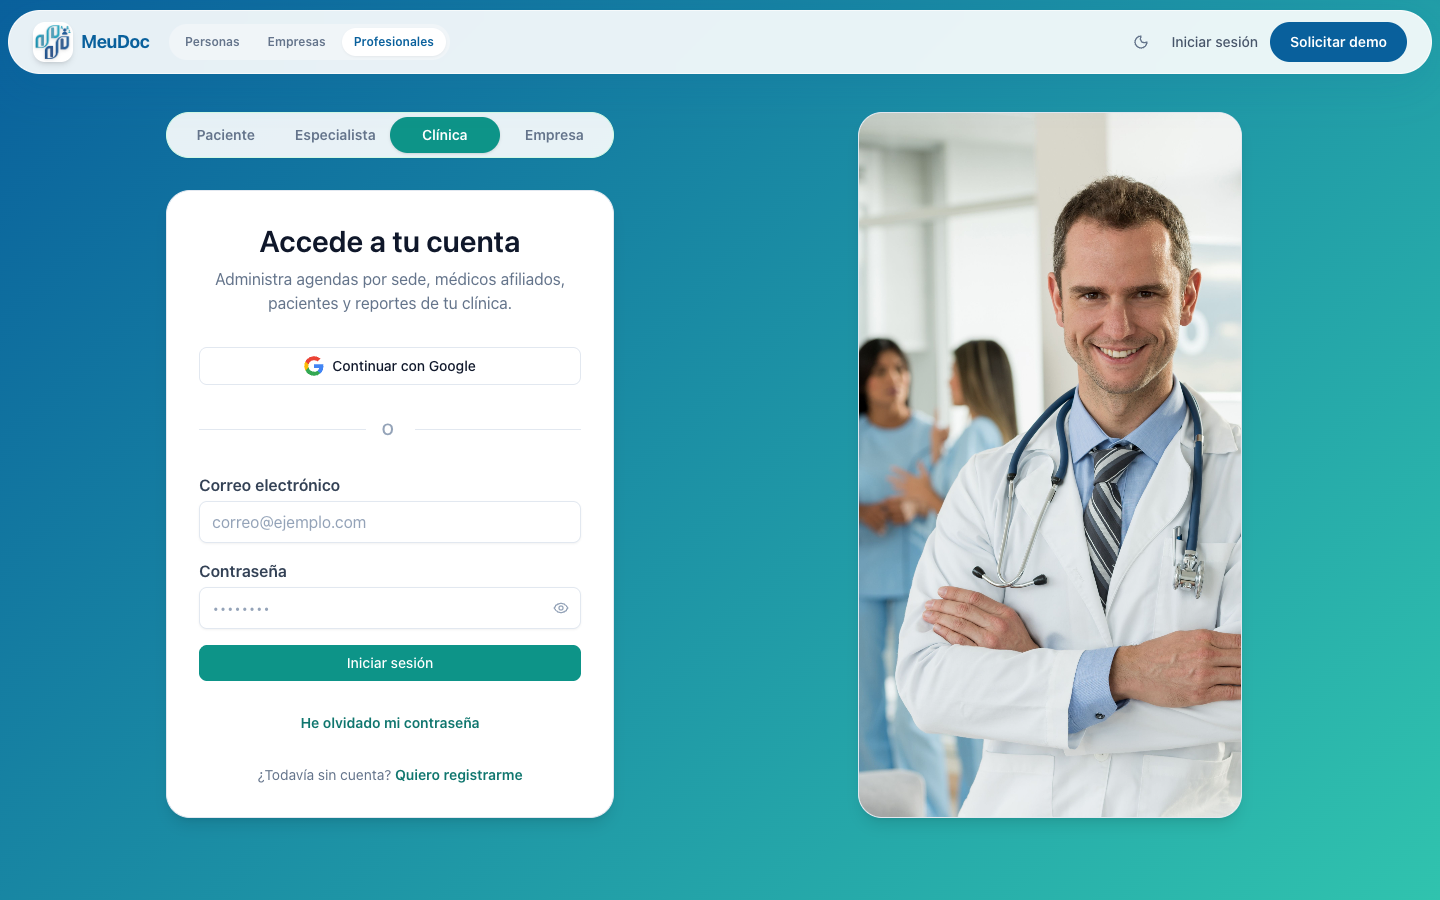 MeuDoc
Personas
Empresas
Profesionales
Iniciar sesión
Solicitar demo
Paciente
Especialista
Clínica
Empresa
Accede a tu cuenta
Administra agendas por sede, médicos afiliados,
pacientes y reportes de tu clínica.
Continuar con Google
O
Correo electrónico
correo@ejemplo.com
Contraseña
••••••••
Iniciar sesión
He olvidado mi contraseña
¿Todavía sin cuenta? Quiero registrarme